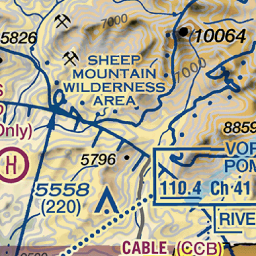 7000
5826
10064
SHEEP
MOUNTAIN
WILDERNESS
AREA
7000
S
Only)
8859
5796
VOR
POM
H
5558
(220)
110.4 Ch 41
RIVE
CABLE (CCB)